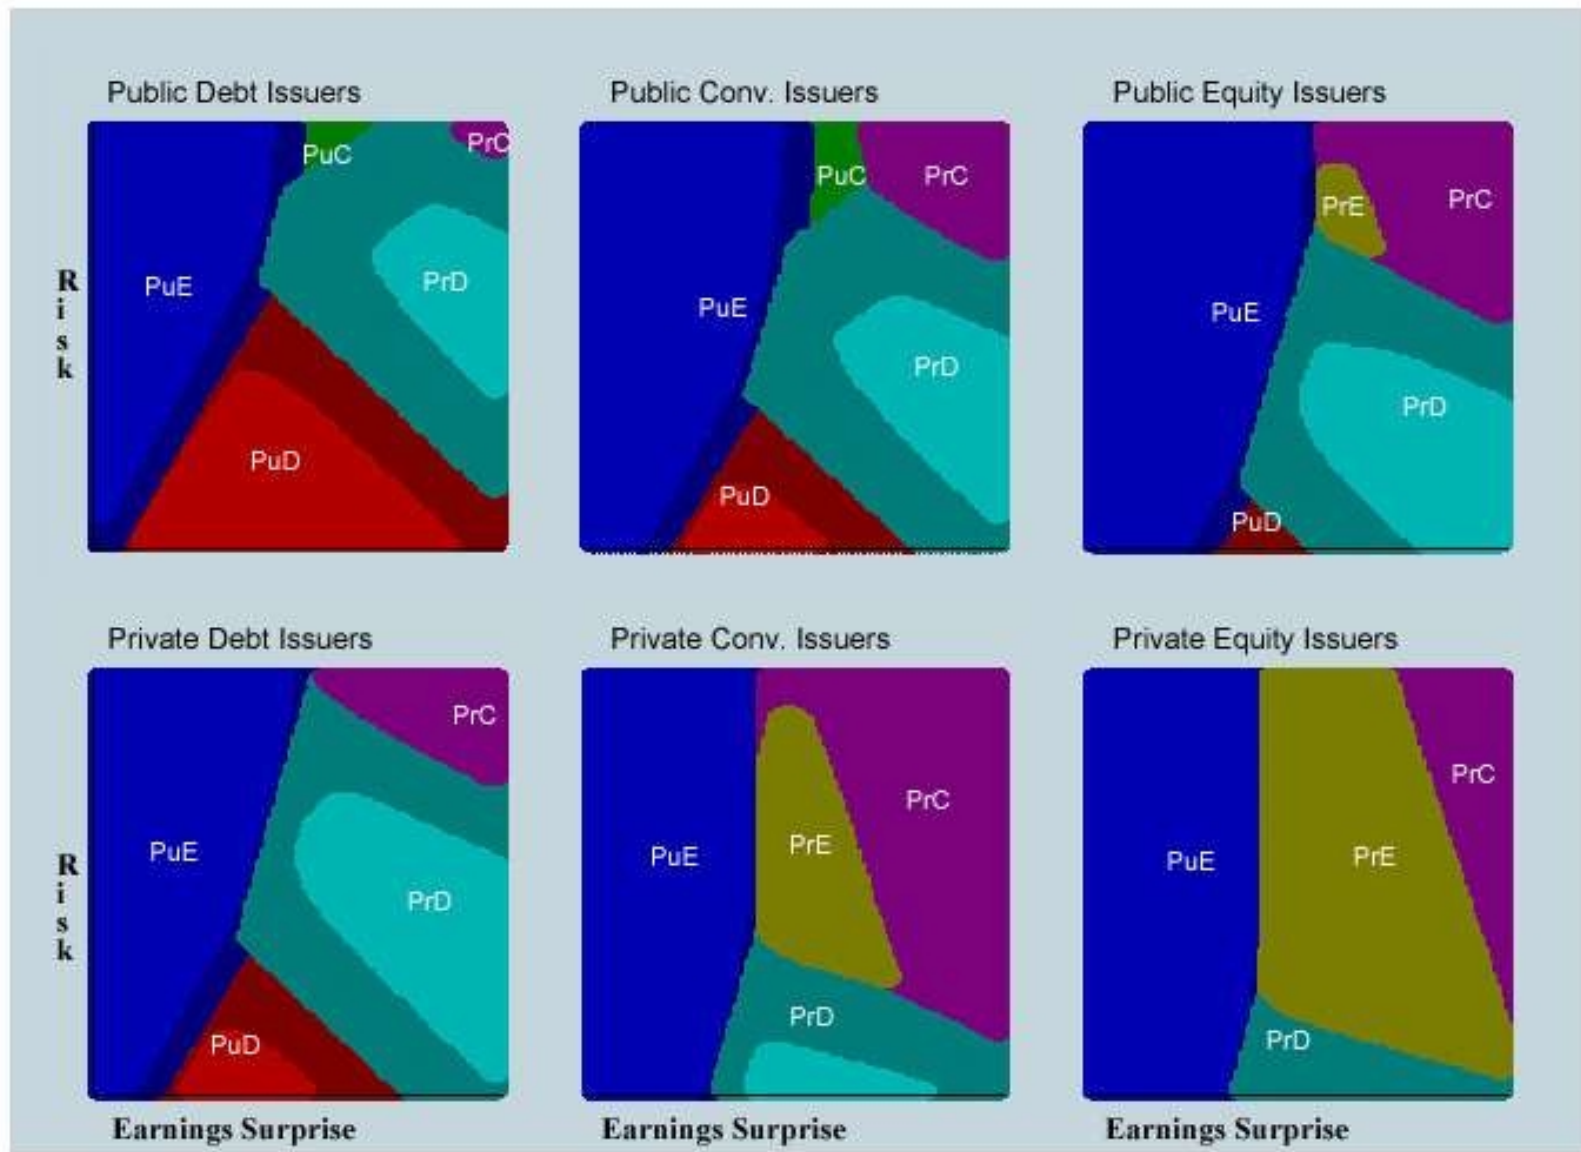 Public Debt Issuers
Public Conv. Issuers
Public Equity Issuers
PuC
PrC
PuE
PrD
PuD
PuC
PrC
PuE
PrD
PuD
PrE
PrC
PuE
PrD
PuD
Risk
Private Debt Issuers
Private Conv. Issuers
Private Equity Issuers
PrC
PuE
PrD
PuD
PrC
PrE
PuE
PrD
PrC
PuE
PrE
PrD
Risk
Earnings Surprise
Earnings Surprise
Earnings Surprise